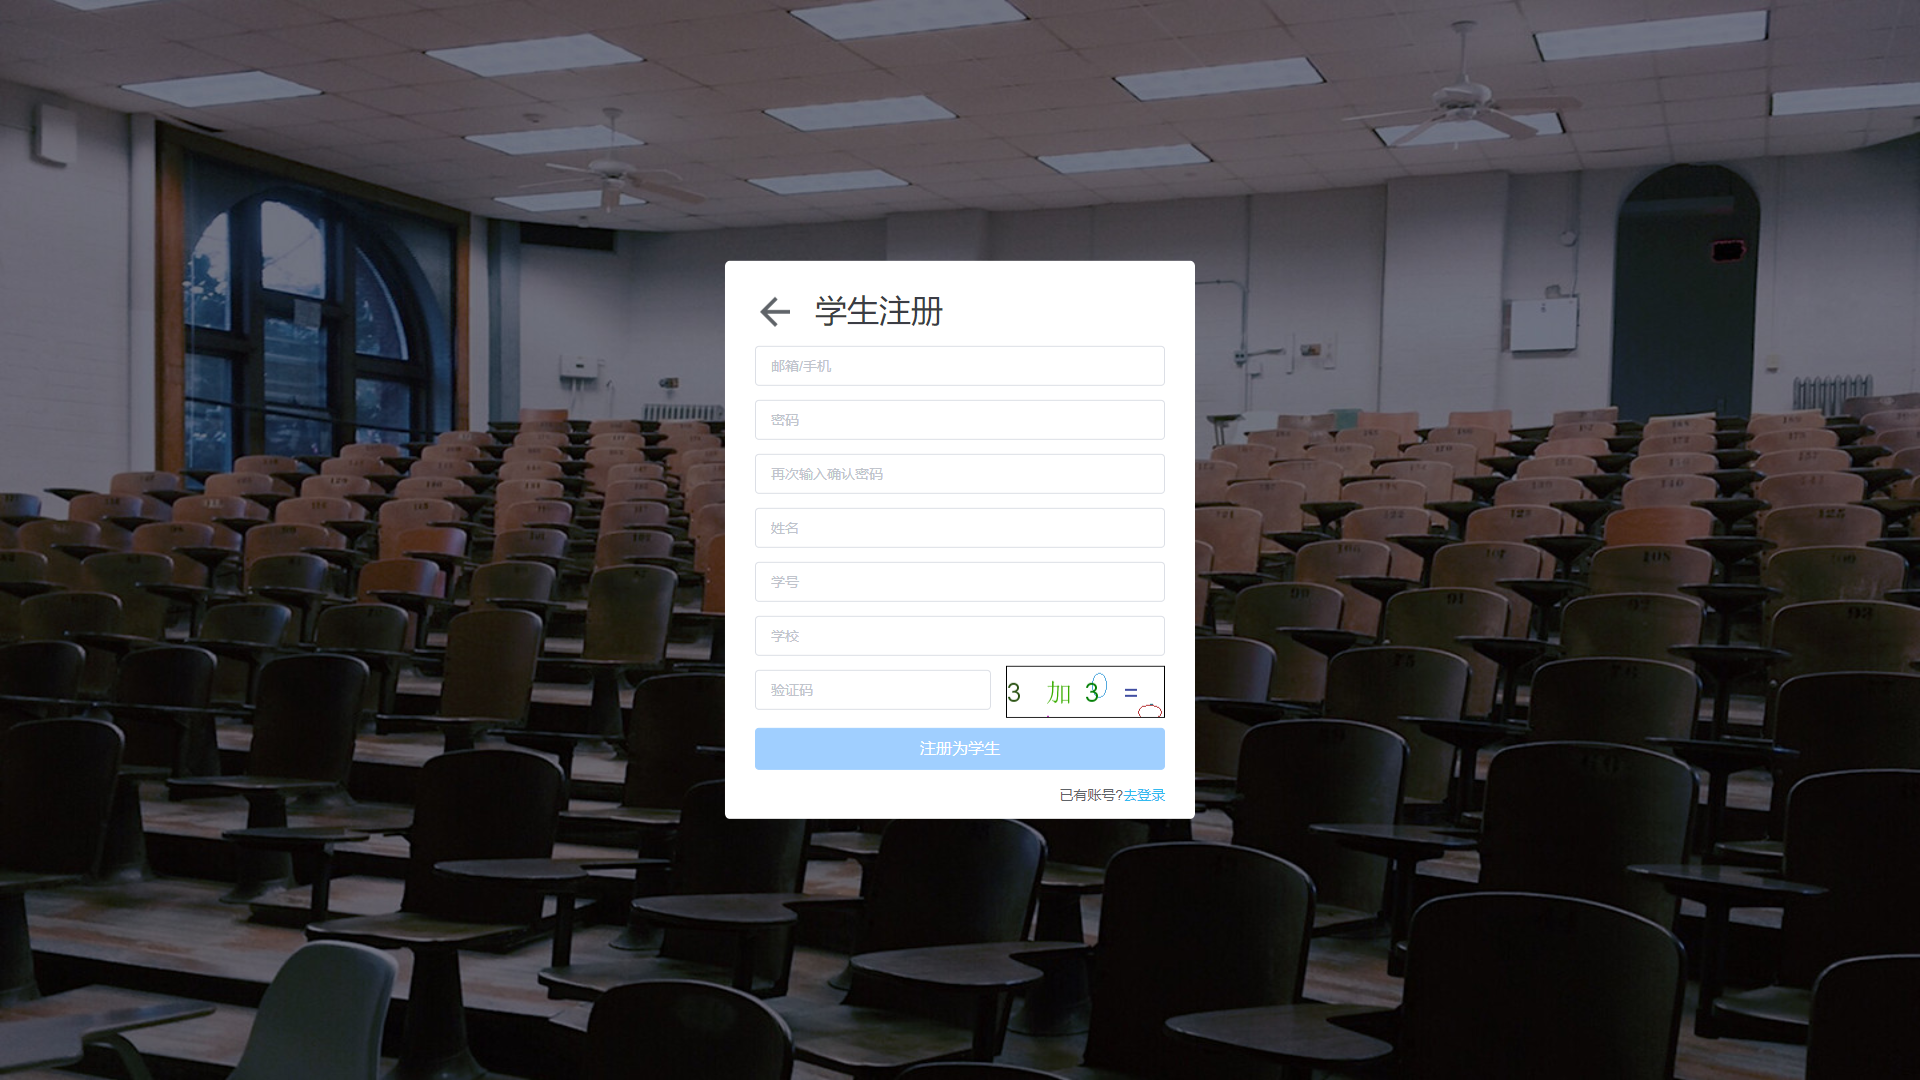 学生注册
邮箱/手机
密码
再次输入确认密码
姓名
学号
学校
验证码
3 加 3 =
注册为学生
已有账号?去登录